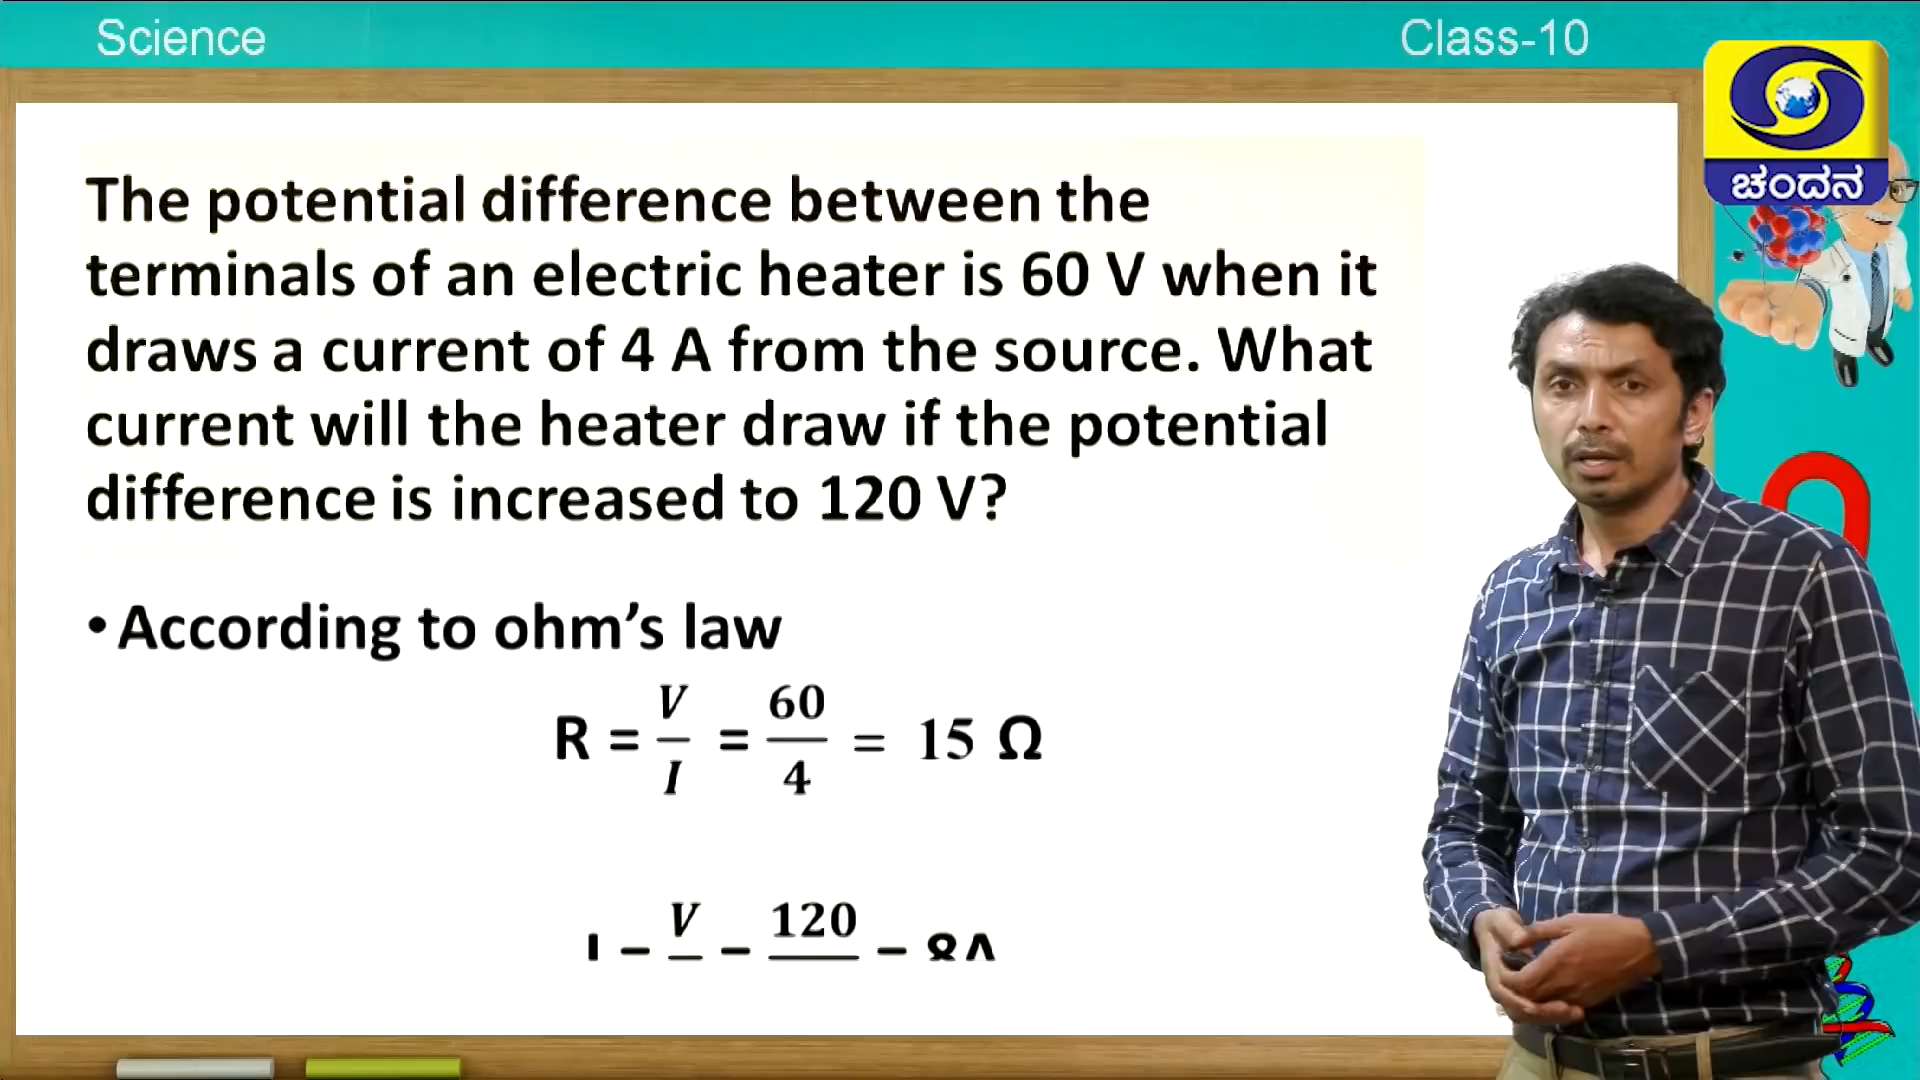 Science
Class-10
ಚಂದನ
The potential difference between the
terminals of an electric heater is 60 V when it
draws a current of 4 A from the source. What
current will the heater draw if the potential
difference is increased to 120 V?
• According to ohm’s law
R = V/I = 60/4 = 15 Ω
I = V/ = 120/ = 8A